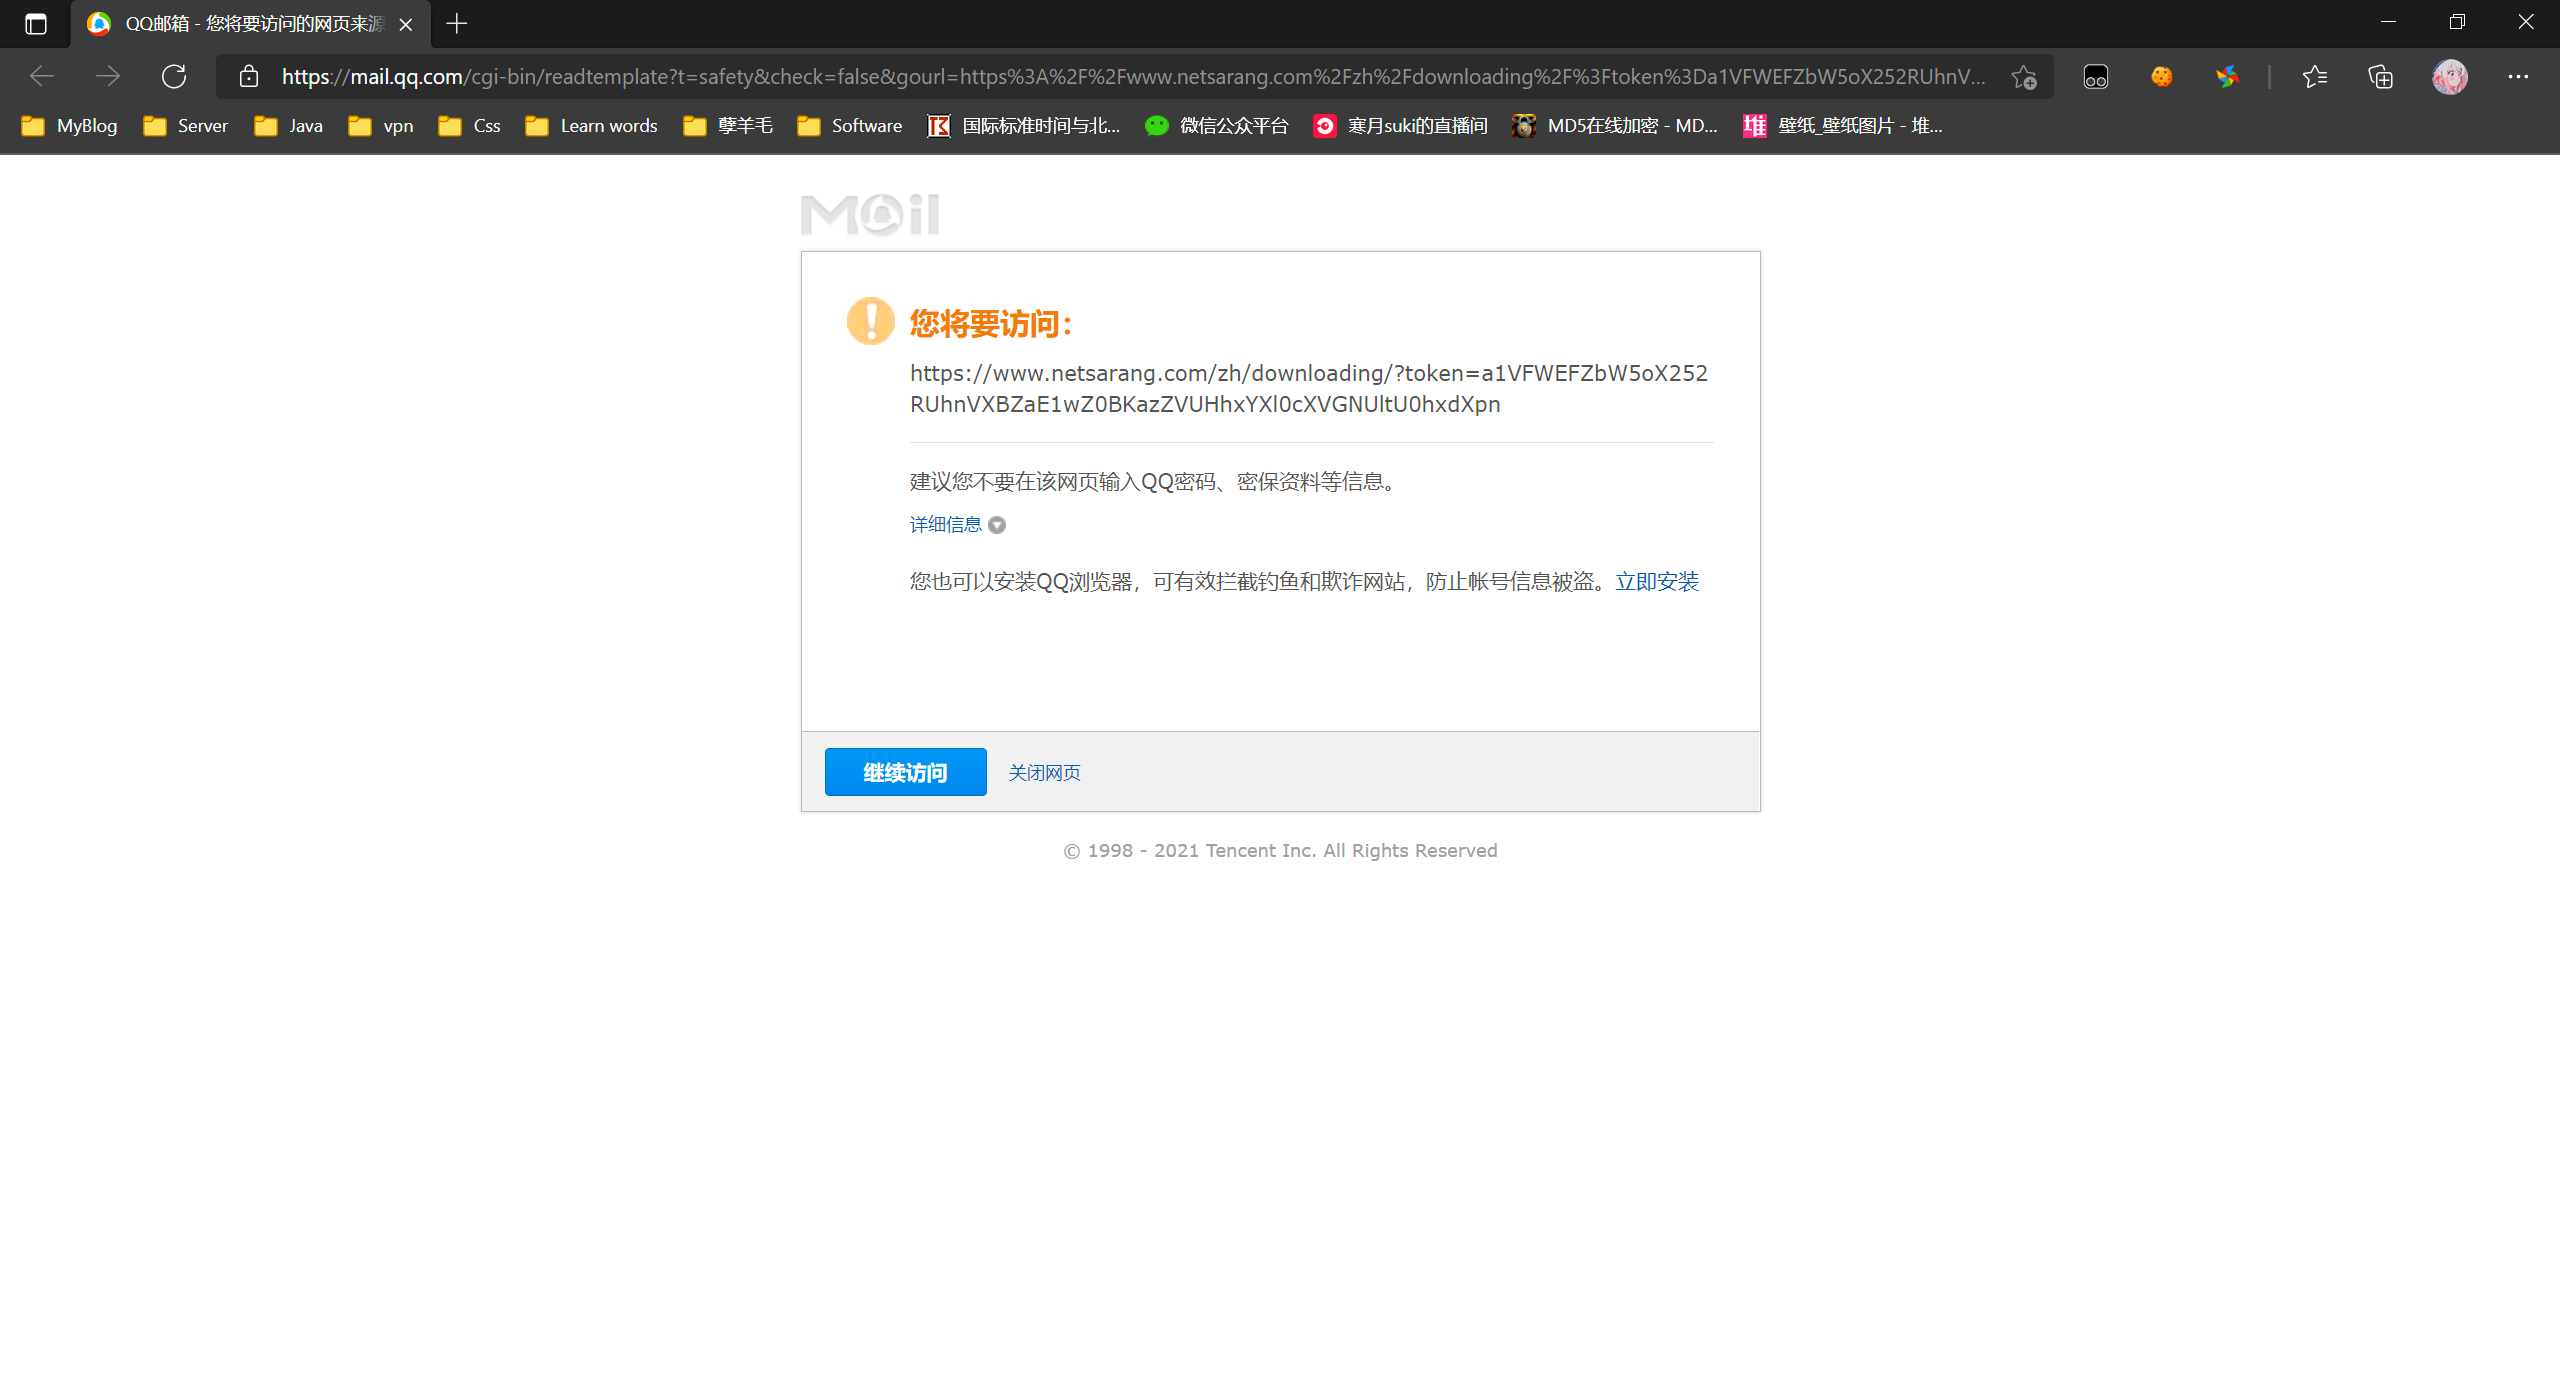 QQ邮箱 - 您将要访问的网页来源
https://mail.qq.com/cgi-bin/readtemplate?t=safety&check=false&gourl=https%3A%2F%2Fwww.netsarang.com%2Fzh%2Fdownloading%2F%3Ftoken%3Da1VFWEFZbW5oX252RUhnV...
MyBlog Server Java vpn Css Learn words 孽羊毛 Software 国际标准时间与北... 微信公众平台 寒月suki的直播间 MD5在线加密 - MD... 壁纸_壁纸图片 - 堆...
Mail
您将要访问：
https://www.netsarang.com/zh/downloading/?token=a1VFWEFZbW5oX252
RUhnVXBZaE1wZ0BKazZVUHhxYXl0cXVGNUltU0hxdXpn
建议您不要在该网页输入QQ密码、密保资料等信息。
详细信息
您也可以安装QQ浏览器，可有效拦截钓鱼和欺诈网站，防止帐号信息被盗。立即安装
继续访问 关闭网页
© 1998 - 2021 Tencent Inc. All Rights Reserved